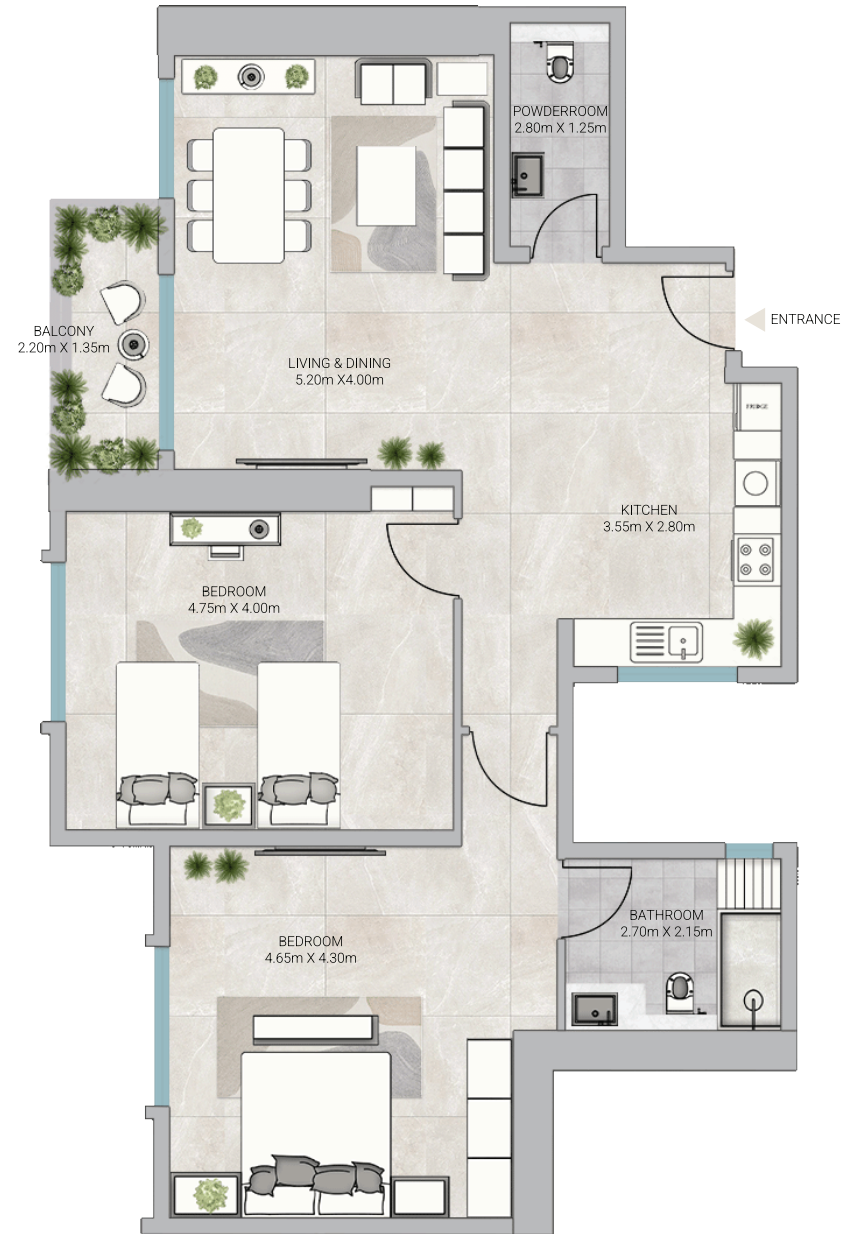 POWDERROOM
2.80m X 1.25m
BALCONY
2.20m X 1.35m
ENTRANCE
LIVING & DINING
5.20m X4.00m
FRIDGE
KITCHEN
3.55m X 2.80m
BEDROOM
4.75m X 4.00m
BATHROOM
2.70m X 2.15m
BEDROOM
4.65m X 4.30m